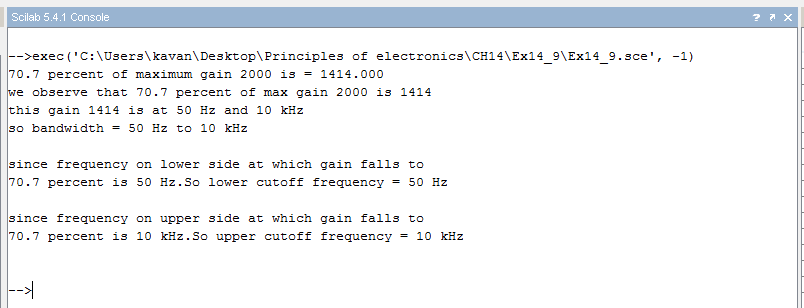 Scilab 5.4.1 Console
? ↗ ×
-->exec('C:\Users\kavan\Desktop\Principles of electronics\CH14\Ex14_9\Ex14_9.sce', -1)
70.7 percent of maximum gain 2000 is = 1414.000
we observe that 70.7 percent of max gain 2000 is 1414
this gain 1414 is at 50 Hz and 10 kHz
so bandwidth = 50 Hz to 10 kHz
since frequency on lower side at which gain falls to
70.7 percent is 50 Hz.So lower cutoff frequency = 50 Hz
since frequency on upper side at which gain falls to
70.7 percent is 10 kHz.So upper cutoff frequency = 10 kHz
-->